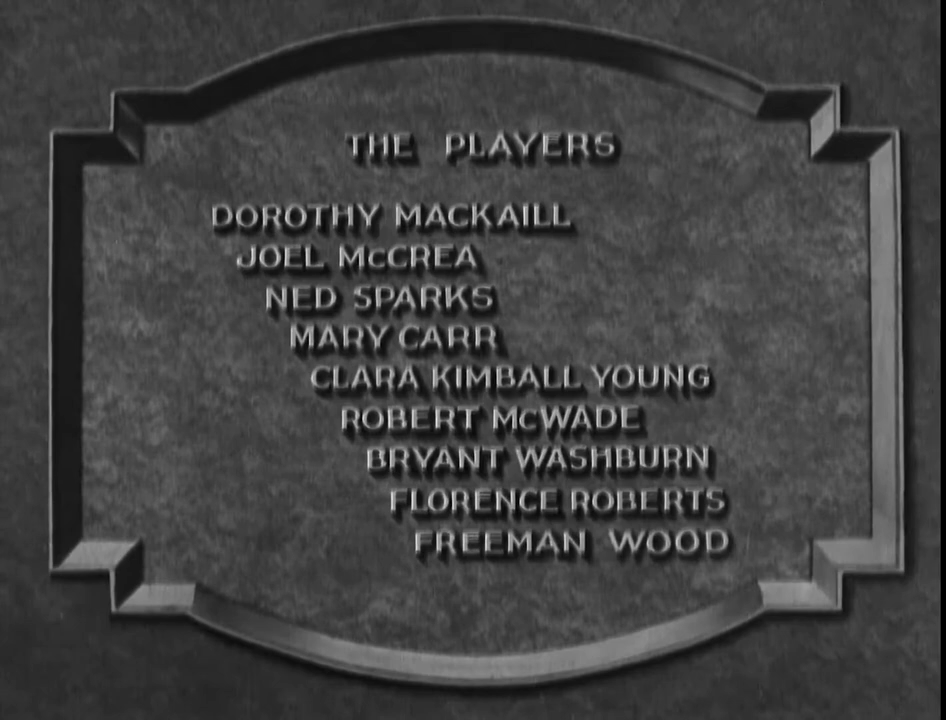 THE PLAYERS
DOROTHY MACKAILL
JOEL McCREA
NED SPARKS
MARY CARR
CLARA KIMBALL YOUNG
ROBERT McWADE
BRYANT WASHBURN
FLORENCE ROBERTS
FREEMAN WOOD